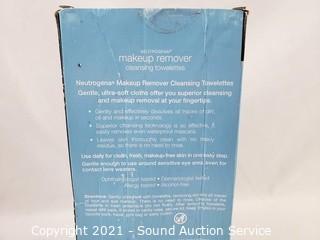 NEUTROGENA®
makeup remover
cleansing towelettes
Neutrogena® Makeup Remover Cleansing Towelettes
Gentle, ultra-soft cloths offer you superior cleansing
and makeup removal at your fingertips.
• Gently and effectively dissolves all traces of dirt,
oil and makeup in seconds.
• Superior cleansing technology is so effective, it
easily removes even waterproof mascara.
• Leaves skin thoroughly clean with no heavy
residue, so there is no need to rinse.
Use daily for clean, fresh, makeup-free skin in one easy step.
Gentle enough to use around sensitive eye area, even for
contact lens wearers.
Ophthalmologist tested • Dermatologist tested
Allergy tested • Alcohol-free
Directions:
Copyright 2021 - Sound Auction Service